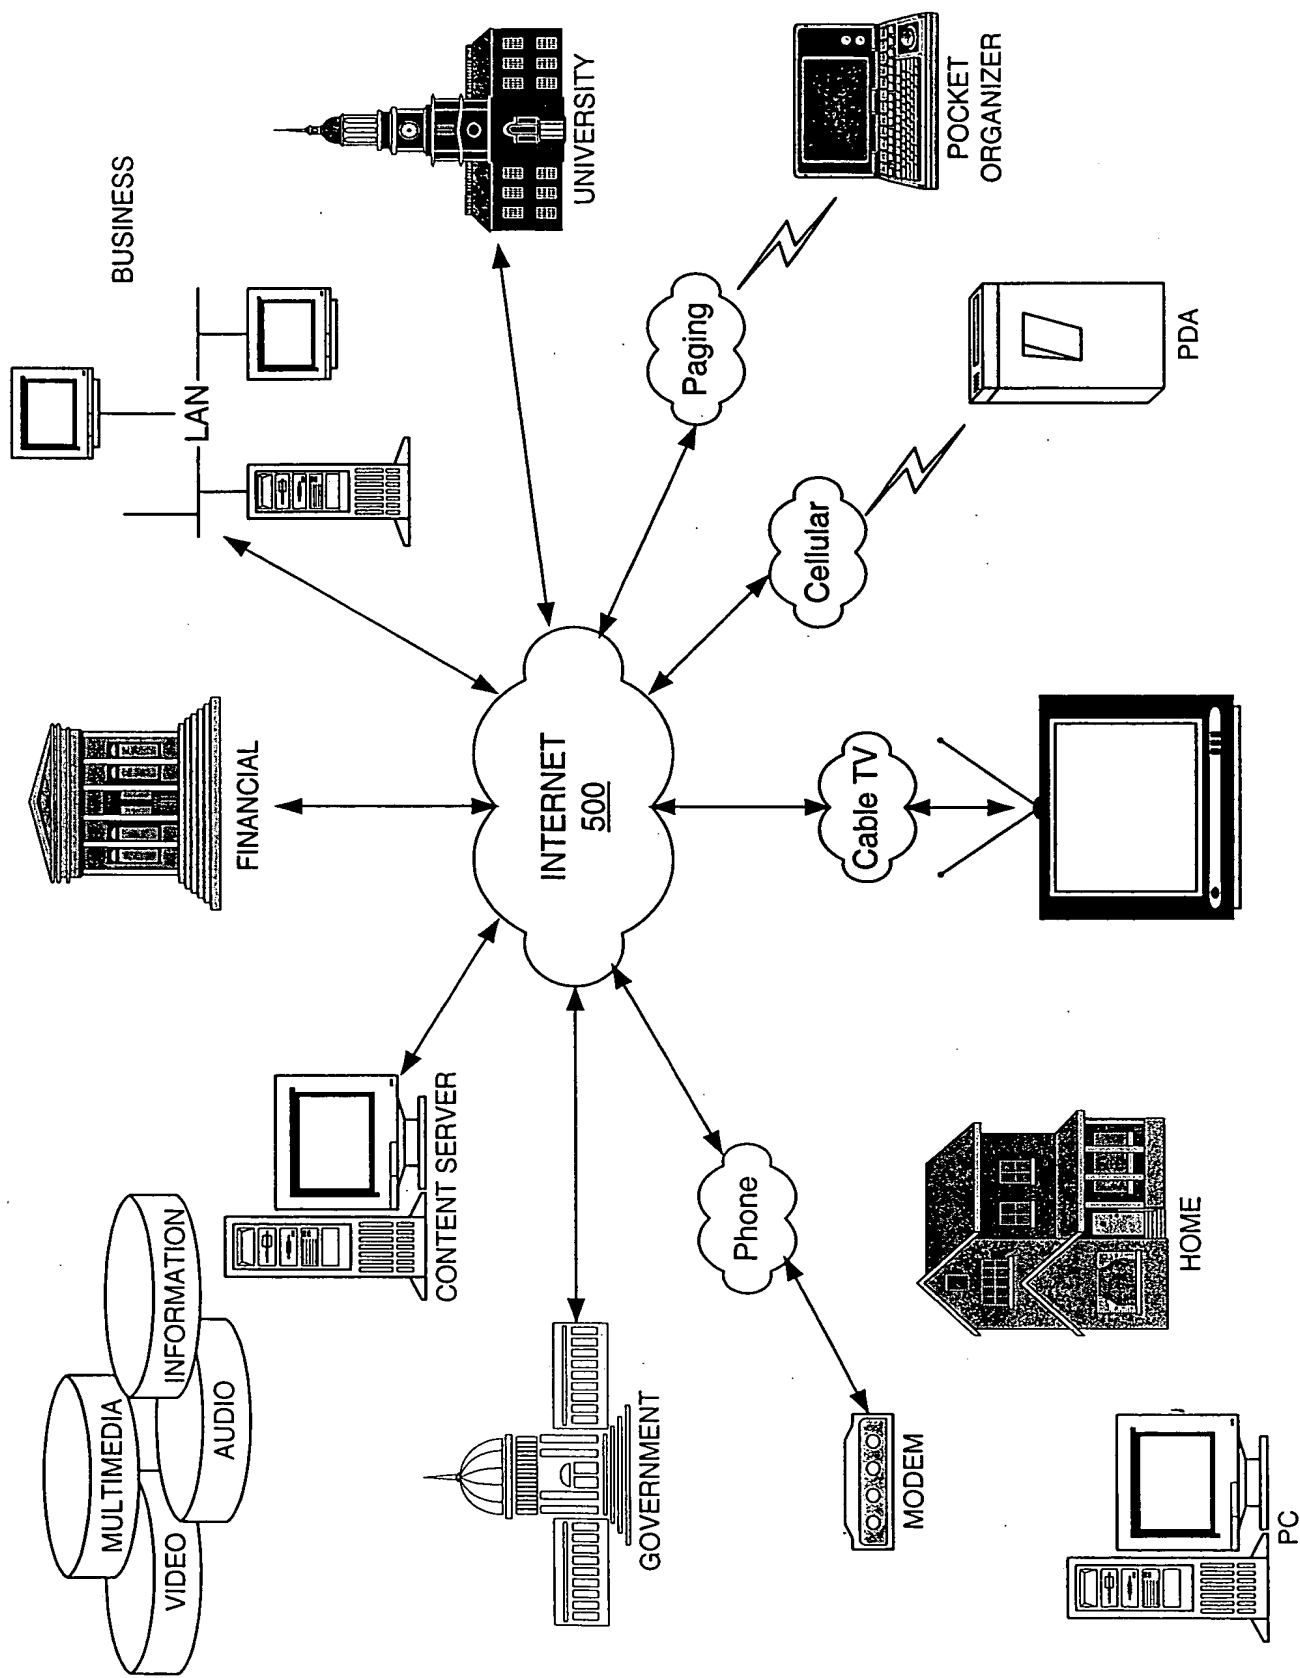 MULTIMEDIA
VIDEO
INFORMATION
AUDIO
CONTENT SERVER
FINANCIAL
LAN
BUSINESS
GOVERNMENT
INTERNET
500
UNIVERSITY
MODEM
Phone
Cable TV
Cellular
Paging
POCKET
ORGANIZER
PC
HOME
PDA